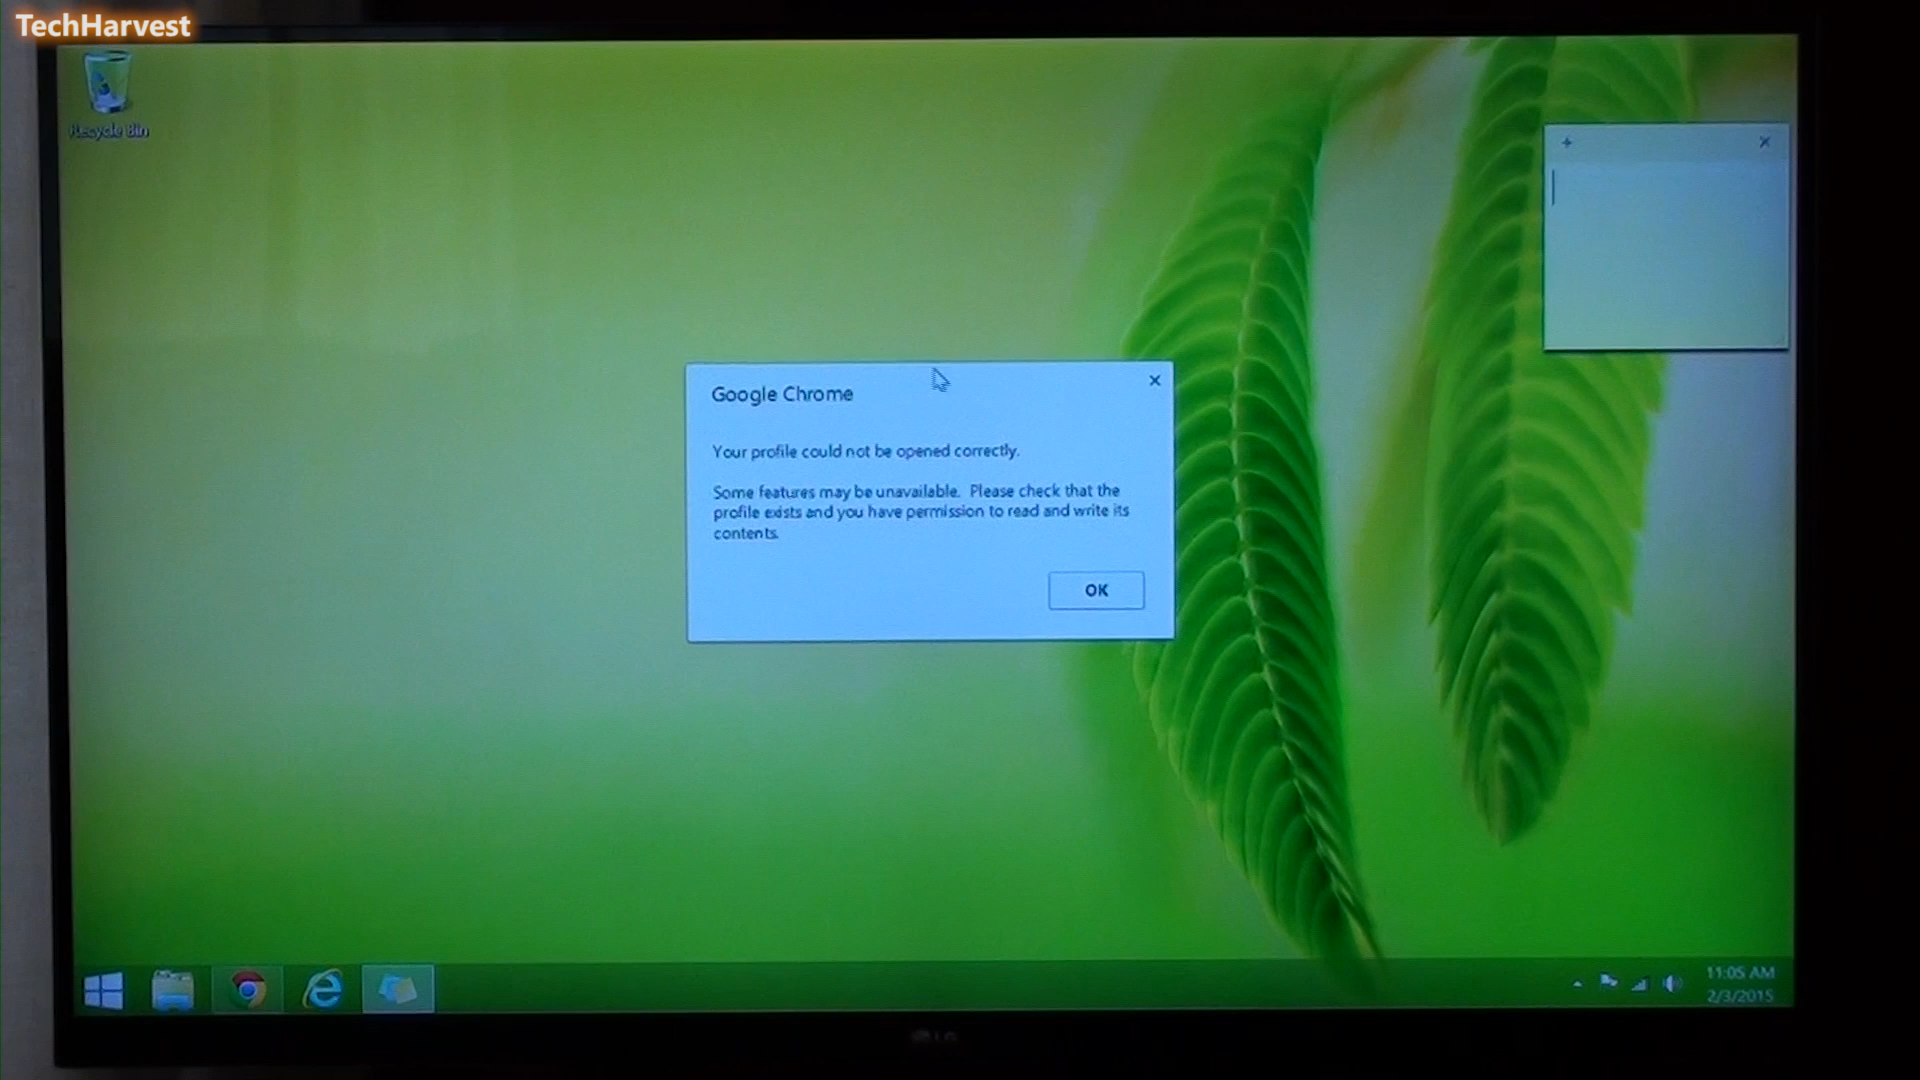 TechHarvest
Recycle Bin
Google Chrome
Your profile could not be opened correctly.
Some features may be unavailable. Please check that the
profile exists and you have permission to read and write its
contents.
OK
11:05 AM
2/3/2015
LG